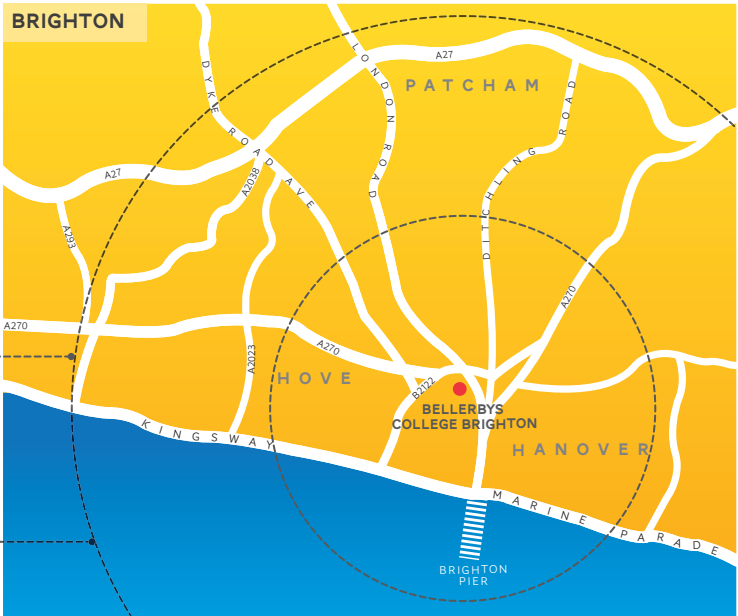 BRIGHTON
DYKE ROAD AVE
LONDON ROAD
A27
PATCHAM
DITCHLING ROAD
A27
A2038
A293
A270
A270
A270
A2023
HOVE
B2122
BELLERBYS
COLLEGE BRIGHTON
HANOVER
KINGSWAY
MARINE PARADE
BRIGHTON
PIER